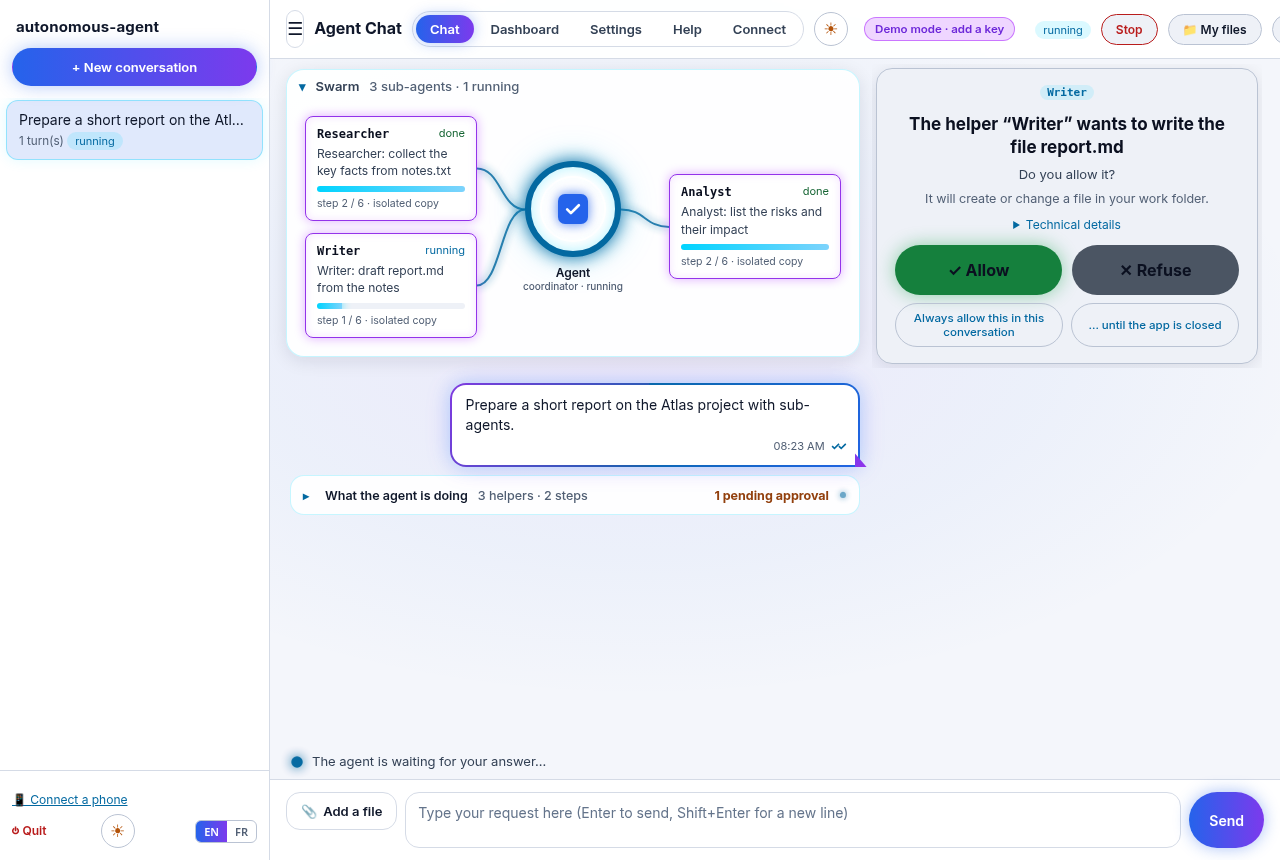 autonomous-agent
+ New conversation
Prepare a short report on the Atl...
1 turn(s) running
📱 Connect a phone
Quit
EN FR
Agent Chat
Chat Dashboard Settings Help Connect
Demo mode · add a key
running
Stop
📁 My files
▼ Swarm 3 sub-agents · 1 running
Researcher done
Researcher: collect the
key facts from notes.txt
step 2 / 6 · isolated copy
Writer running
Writer: draft report.md
from the notes
step 1 / 6 · isolated copy
Agent
coordinator · running
Analyst done
Analyst: list the risks and
their impact
step 2 / 6 · isolated copy
Writer
The helper “Writer” wants to write the
file report.md
Do you allow it?
It will create or change a file in your work folder.
▶ Technical details
✓ Allow
✕ Refuse
Always allow this in this
conversation
... until the app is closed
Prepare a short report on the Atlas project with sub-
agents.
08:23 AM
▸ What the agent is doing 3 helpers · 2 steps 1 pending approval
The agent is waiting for your answer...
📎 Add a file
Type your request here (Enter to send, Shift+Enter for a new line)
Send